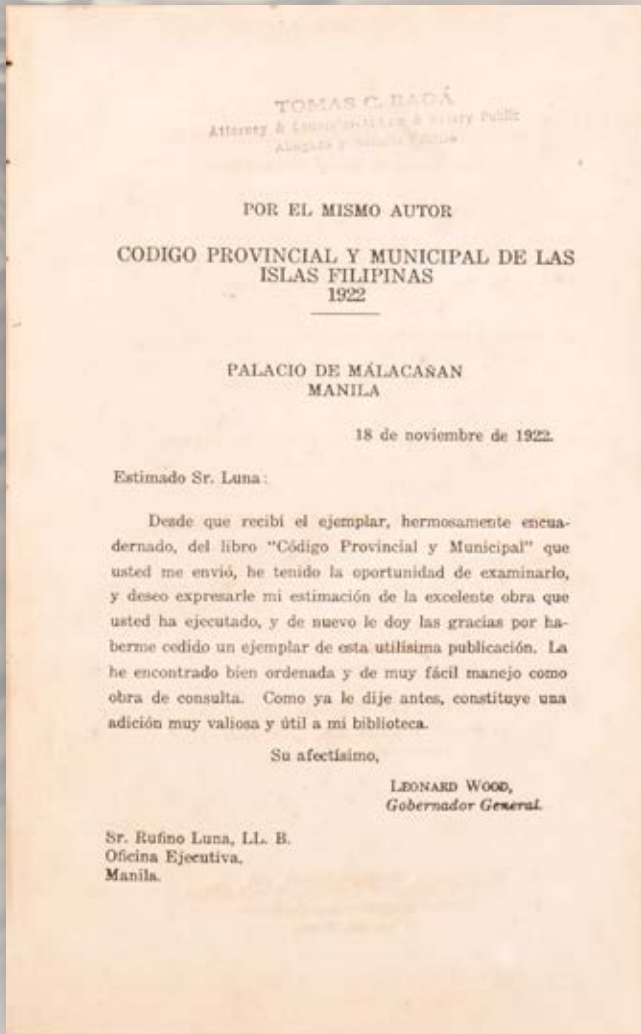 TOMAS C. 
Attorney & Public
POR EL MISMO AUTOR
CODIGO PROVINCIAL Y MUNICIPAL DE LAS
ISLAS FILIPINAS
1922
PALACIO DE MÁLACAÑAN
MANILA
18 de noviembre de 1922.
Estimado Sr. Luna:
Desde que recibí el ejemplar, hermosamente encua-
dernado, del libro "Código Provincial y Municipal" que
usted me envió, he tenido la oportunidad de examinarlo,
y deseo expresarle mi estimación de la excelente obra que
usted ha ejecutado, y de nuevo le doy las gracias por ha-
berme cedido un ejemplar de esta utilísima publicación. La
he encontrado bien ordenada y de muy fácil manejo como
obra de consulta. Como ya le dije antes, constituye una
adición muy valiosa y útil a mi biblioteca.
Su afectísimo,
LEONARD WOOD,
Gobernador General.
Sr. Rufino Luna, LL. B.
Oficina Ejecutiva,
Manila.